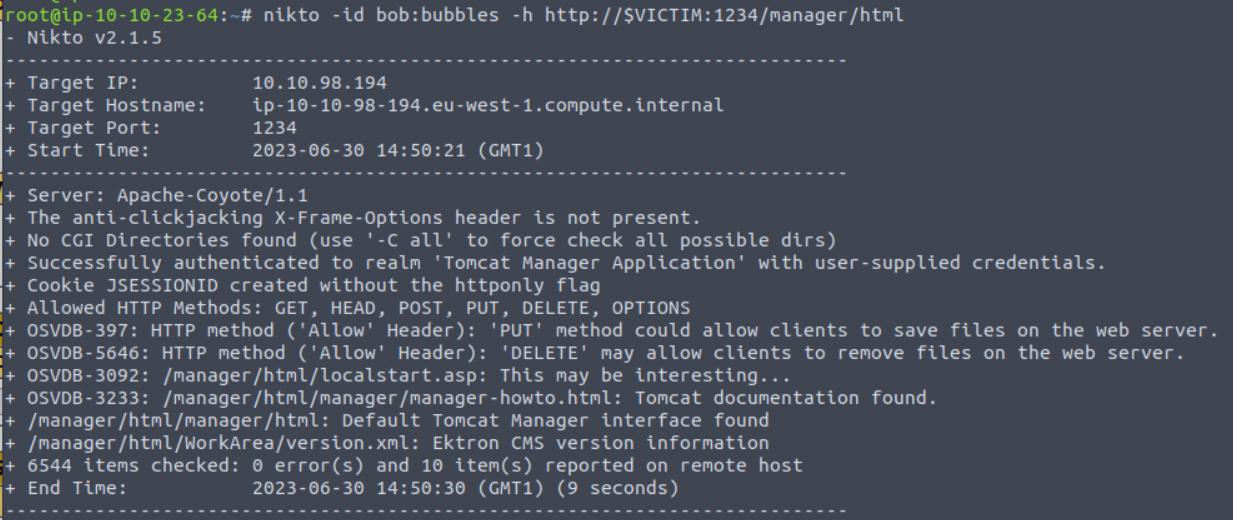 root@ip-10-10-23-64:~# nikto -id bob:bubbles -h http://$VICTIM:1234/manager/html
- Nikto v2.1.5
---------------------------------------------------------------------------
+ Target IP:          10.10.98.194
+ Target Hostname:    ip-10-10-98-194.eu-west-1.compute.internal
+ Target Port:        1234
+ Start Time:         2023-06-30 14:50:21 (GMT1)
---------------------------------------------------------------------------
+ Server: Apache-Coyote/1.1
+ The anti-clickjacking X-Frame-Options header is not present.
+ No CGI Directories found (use '-C all' to force check all possible dirs)
+ Successfully authenticated to realm 'Tomcat Manager Application' with user-supplied credentials.
+ Cookie JSESSIONID created without the httponly flag
+ Allowed HTTP Methods: GET, HEAD, POST, PUT, DELETE, OPTIONS
+ OSVDB-397: HTTP method ('Allow' Header): 'PUT' method could allow clients to save files on the web server.
+ OSVDB-5646: HTTP method ('Allow' Header): 'DELETE' may allow clients to remove files on the web server.
+ OSVDB-3092: /manager/html/localstart.asp: This may be interesting...
+ OSVDB-3233: /manager/html/manager/manager-howto.html: Tomcat documentation found.
+ /manager/html/manager/html: Default Tomcat Manager interface found
+ /manager/html/WorkArea/version.xml: Ektron CMS version information
+ 6544 items checked: 0 error(s) and 10 item(s) reported on remote host
+ End Time:           2023-06-30 14:50:30 (GMT1) (9 seconds)
---------------------------------------------------------------------------